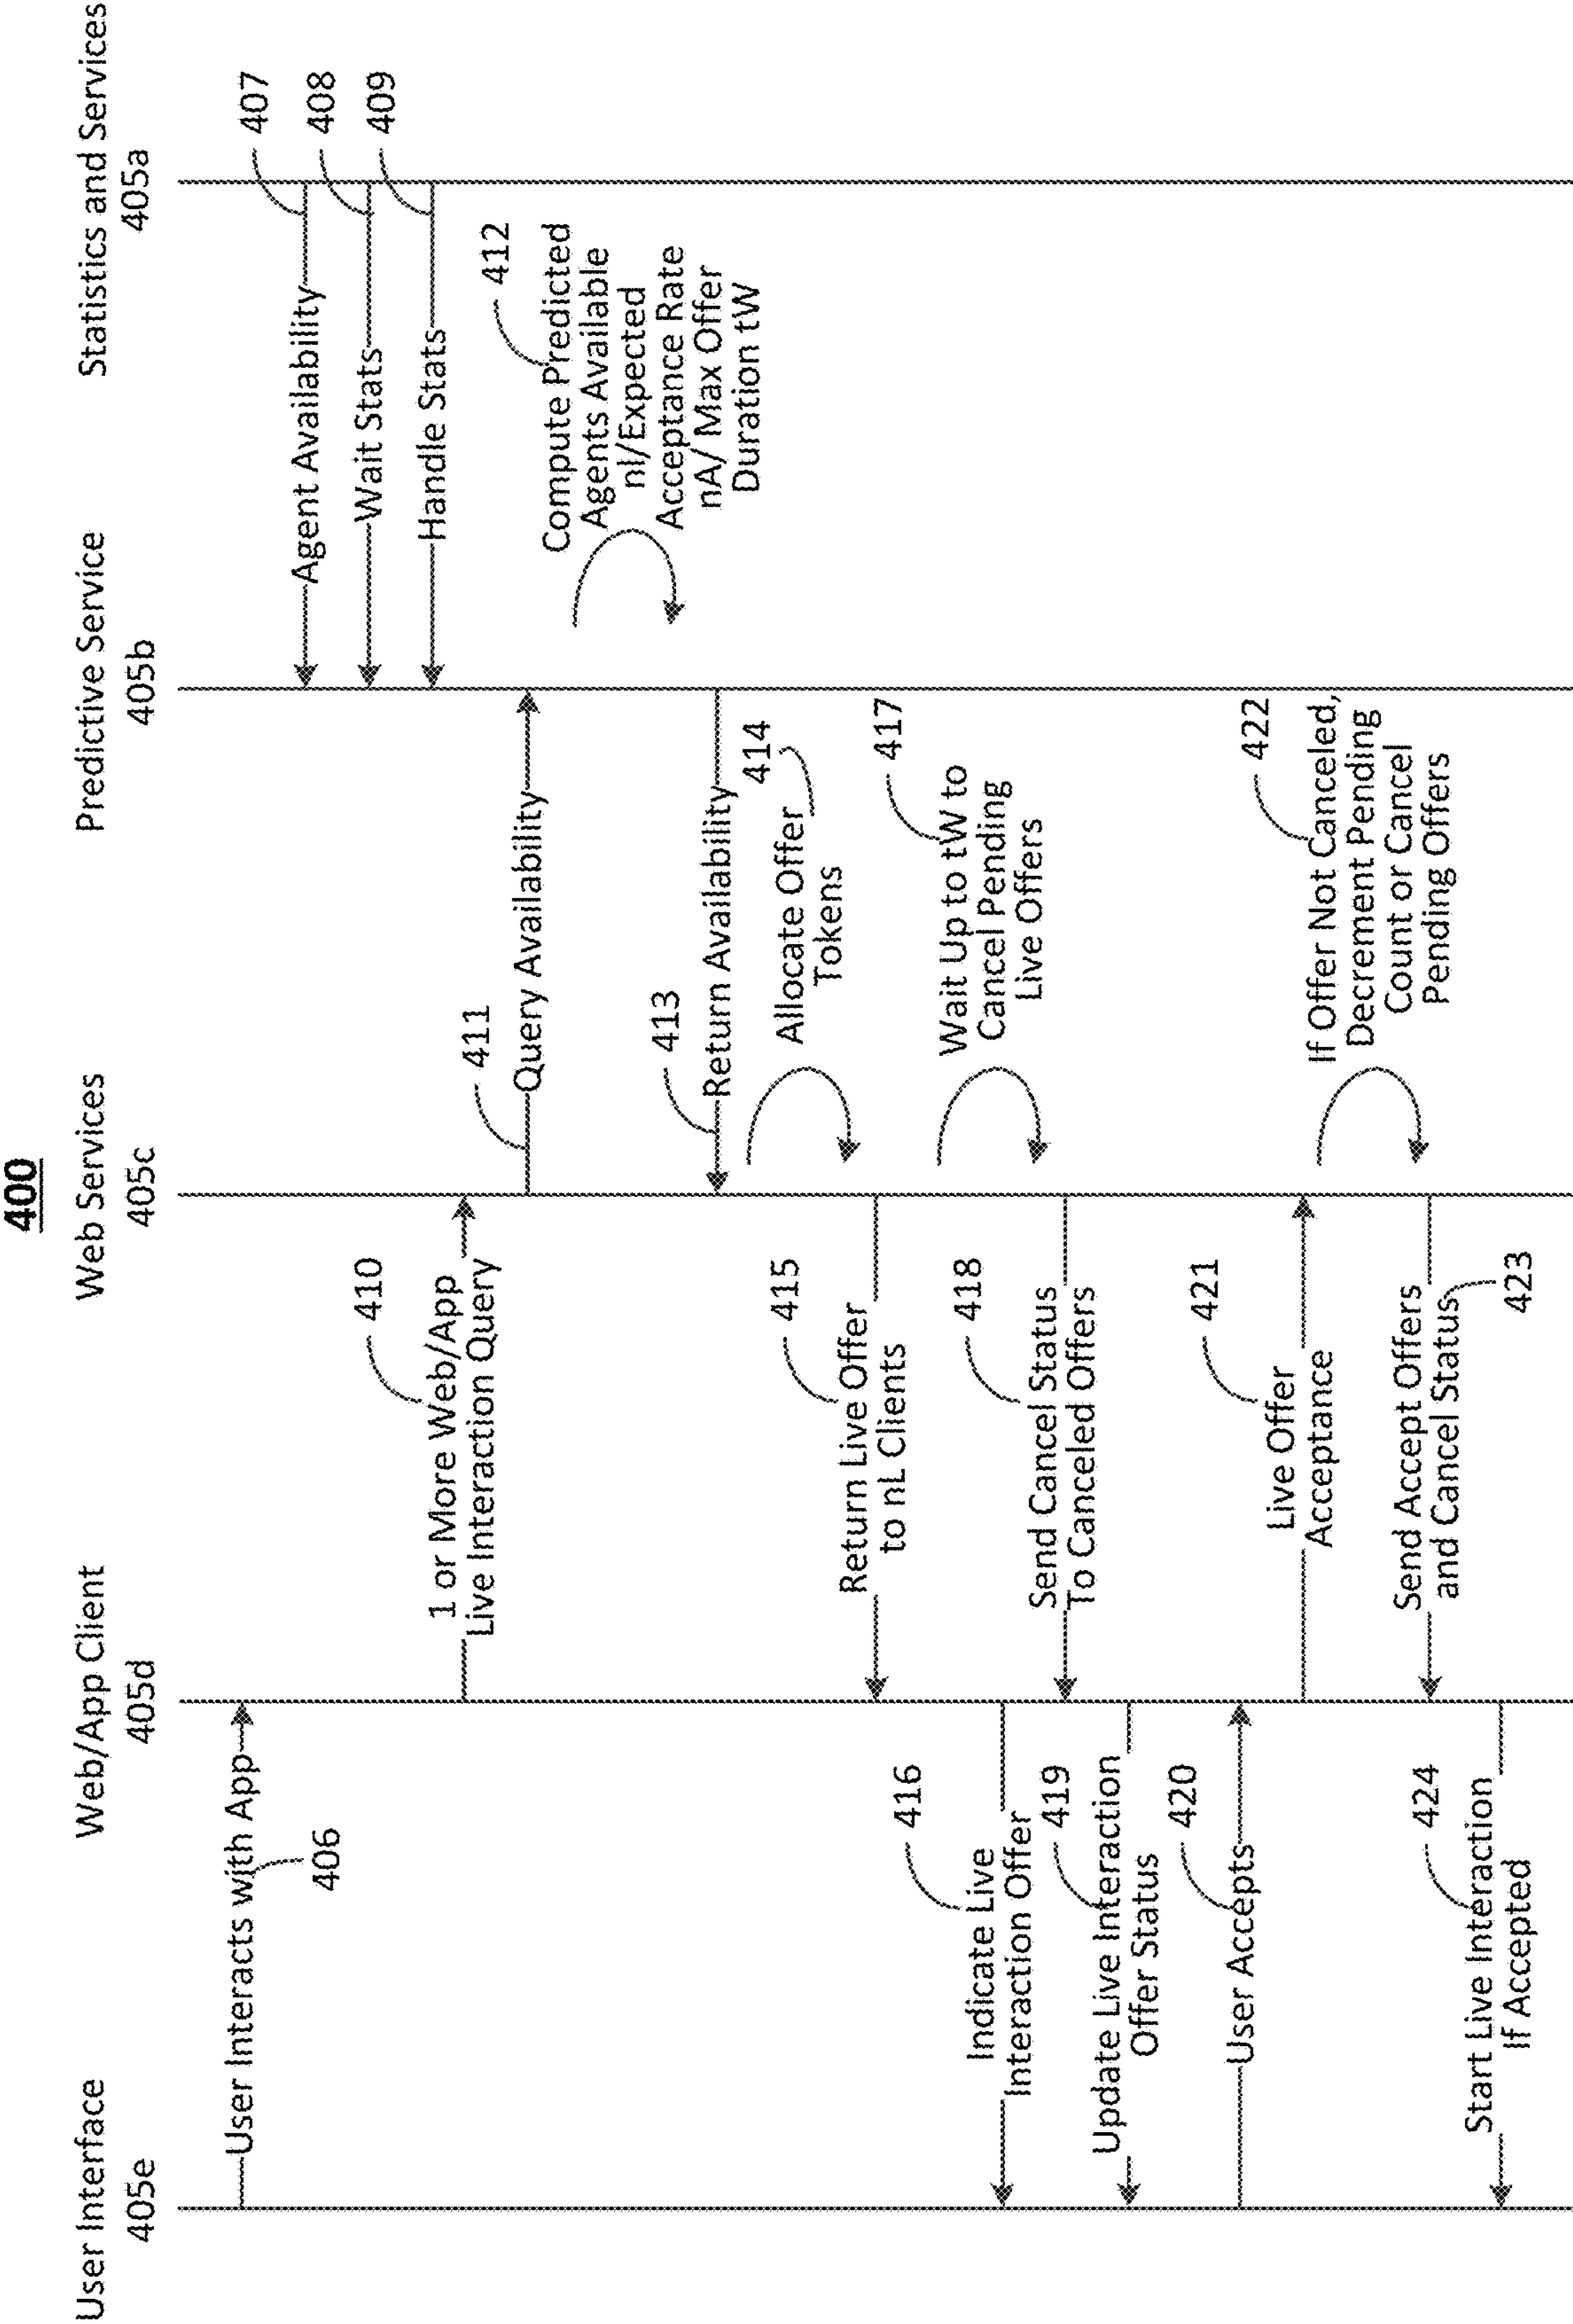 400
User Interface
405e
Web/App Client
405d
Web Services
405c
Predictive Service
405b
Statistics and Services
405a
User Interacts with App
406
Agent Availability
407
Wait Stats
408
Handle Stats
409
410
1 or More Web/App
Live Interaction Query
411
Query Availability
412
Compute Predicted
Agents Available
nl/Expected
Acceptance Rate
nA/ Max Offer
Duration tW
413
Return Availability
414
Allocate Offer
Tokens
415
Return Live Offer
to nL Clients
416
Indicate Live
Interaction Offer
417
Wait Up to tW to
Cancel Pending
Live Offers
418
Send Cancel Status
To Canceled Offers
419
Update Live Interaction
Offer Status
420
User Accepts
421
Live Offer
Acceptance
422
If Offer Not Canceled,
Decrement Pending
Count or Cancel
Pending Offers
Send Accept Offers
and Cancel Status
423
424
Start Live Interaction
If Accepted